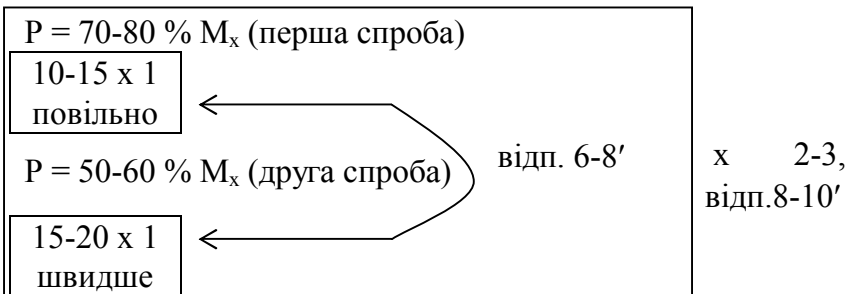 P = 70-80 % Mₓ (перша спроба)
10-15 x 1
повільно
P = 50-60 % Mₓ (друга спроба)
15-20 x 1
швидше
відп. 6-8′
x 2-3,
відп.8-10′